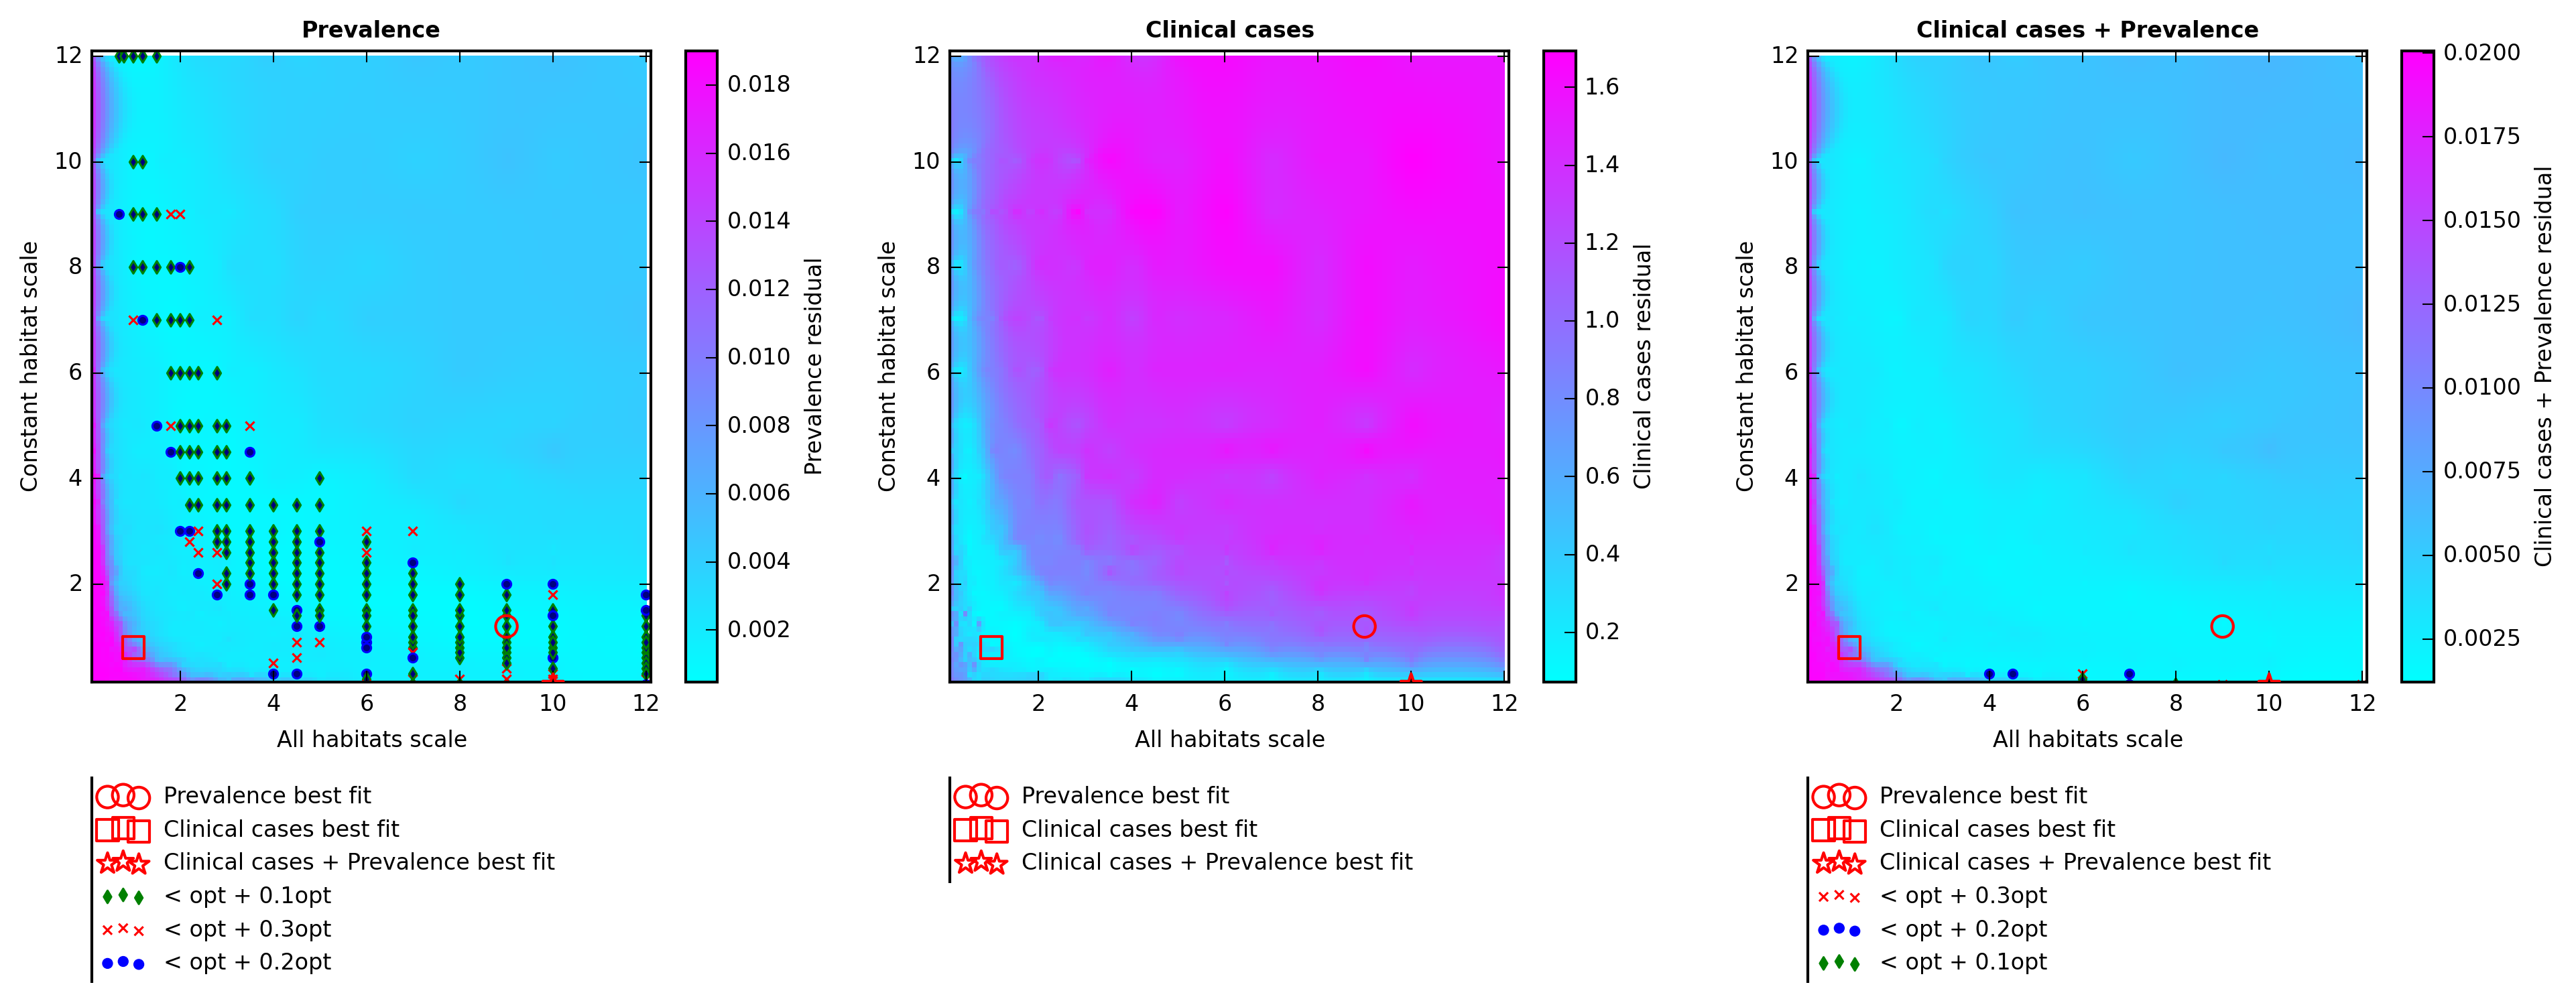 Prevalence
12
10
8
6
4
2
2 4 6 8 10 12
Constant habitat scale
All habitats scale
0.018
0.016
0.014
0.012
0.010
0.008
0.006
0.004
0.002
Prevalence residual
Prevalence best fit
Clinical cases best fit
Clinical cases + Prevalence best fit
< opt + 0.1opt
< opt + 0.3opt
< opt + 0.2opt
Clinical cases
12
10
8
6
4
2
2 4 6 8 10 12
Constant habitat scale
All habitats scale
1.6
1.4
1.2
1.0
0.8
0.6
0.4
0.2
Clinical cases residual
Prevalence best fit
Clinical cases best fit
Clinical cases + Prevalence best fit
Clinical cases + Prevalence
12
10
8
6
4
2
2 4 6 8 10 12
Constant habitat scale
All habitats scale
0.0200
0.0175
0.0150
0.0125
0.0100
0.0075
0.0050
0.0025
Clinical cases + Prevalence residual
Prevalence best fit
Clinical cases best fit
Clinical cases + Prevalence best fit
< opt + 0.3opt
< opt + 0.2opt
< opt + 0.1opt